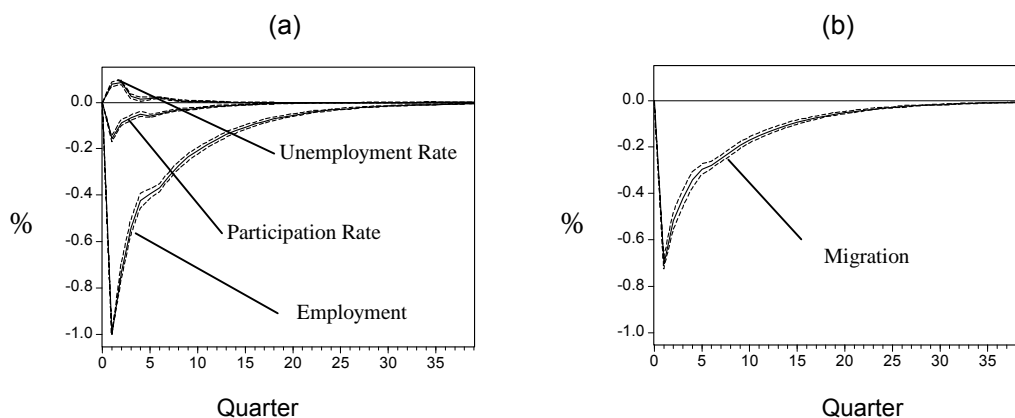 (a)
%
0.0
-0.2
-0.4
-0.6
-0.8
-1.0
Unemployment Rate
Participation Rate
Employment
0 5 10 15 20 25 30 35
Quarter
(b)
%
0.0
-0.2
-0.4
-0.6
-0.8
-1.0
Migration
0 5 10 15 20 25 30 35
Quarter